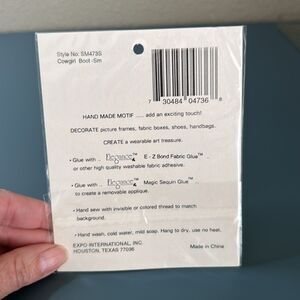 Style No: SM473S
Cowgirl Boot -Sm
7 30484 04736 8
HAND MADE MOTIF ..... add an exciting touch!
DECORATE picture frames, fabric boxes, shoes, handbags.
CREATE a wearable art treasure.
• Glue with .. Elegance™ E - Z Bond Fabric Glue™ ..
or other high quality washable fabric adhesive.
• Glue with .. Elegance™ Magic Sequin Glue™ ..
to create a removable applique.
• Hand sew with invisible or colored thread to match
background.
• Hand wash, cold water, mild soap. Hang to dry, use no heat.
EXPO INTERNATIONAL, INC.
HOUSTON, TEXAS 77036
Made in China